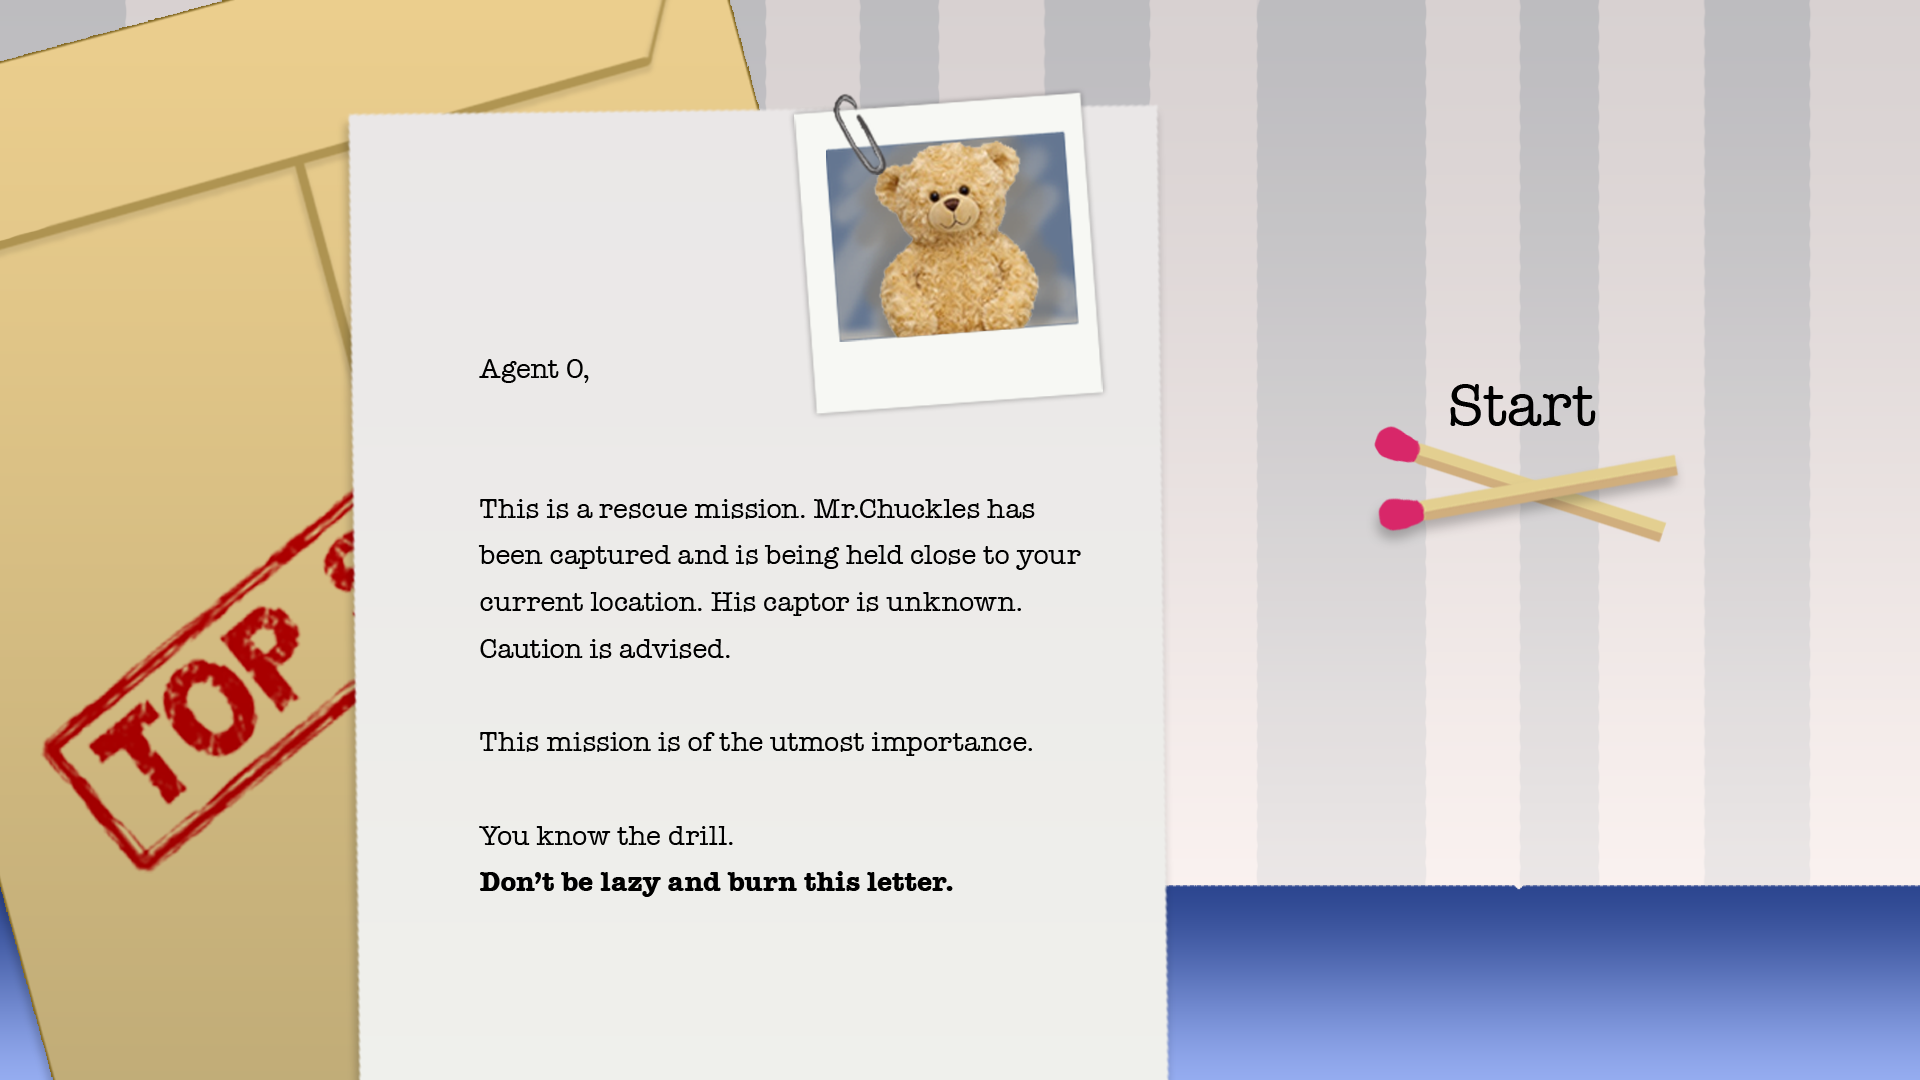 TOP
Agent 0,
This is a rescue mission. Mr.Chuckles has
been captured and is being held close to your
current location. His captor is unknown.
Caution is advised.
This mission is of the utmost importance.
You know the drill.
Don't be lazy and burn this letter.
Start